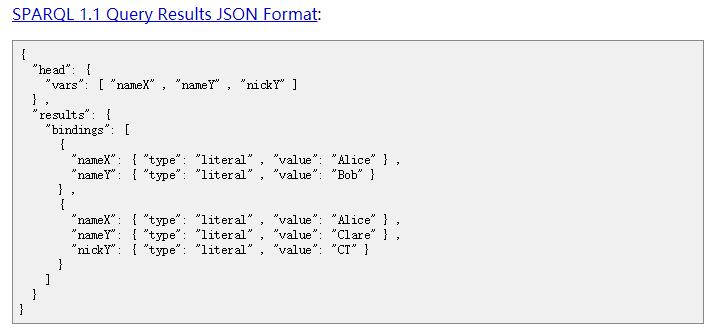 SPARQL 1.1 Query Results JSON Format:
{
  "head": {
    "vars": [ "nameX" , "nameY" , "nickY" ]
  } ,
  "results": {
    "bindings": [
      {
        "nameX": { "type": "literal" , "value": "Alice" } ,
        "nameY": { "type": "literal" , "value": "Bob" }
      } ,
      {
        "nameX": { "type": "literal" , "value": "Alice" } ,
        "nameY": { "type": "literal" , "value": "Clare" } ,
        "nickY": { "type": "literal" , "value": "CT" }
      }
    ]
  }
}